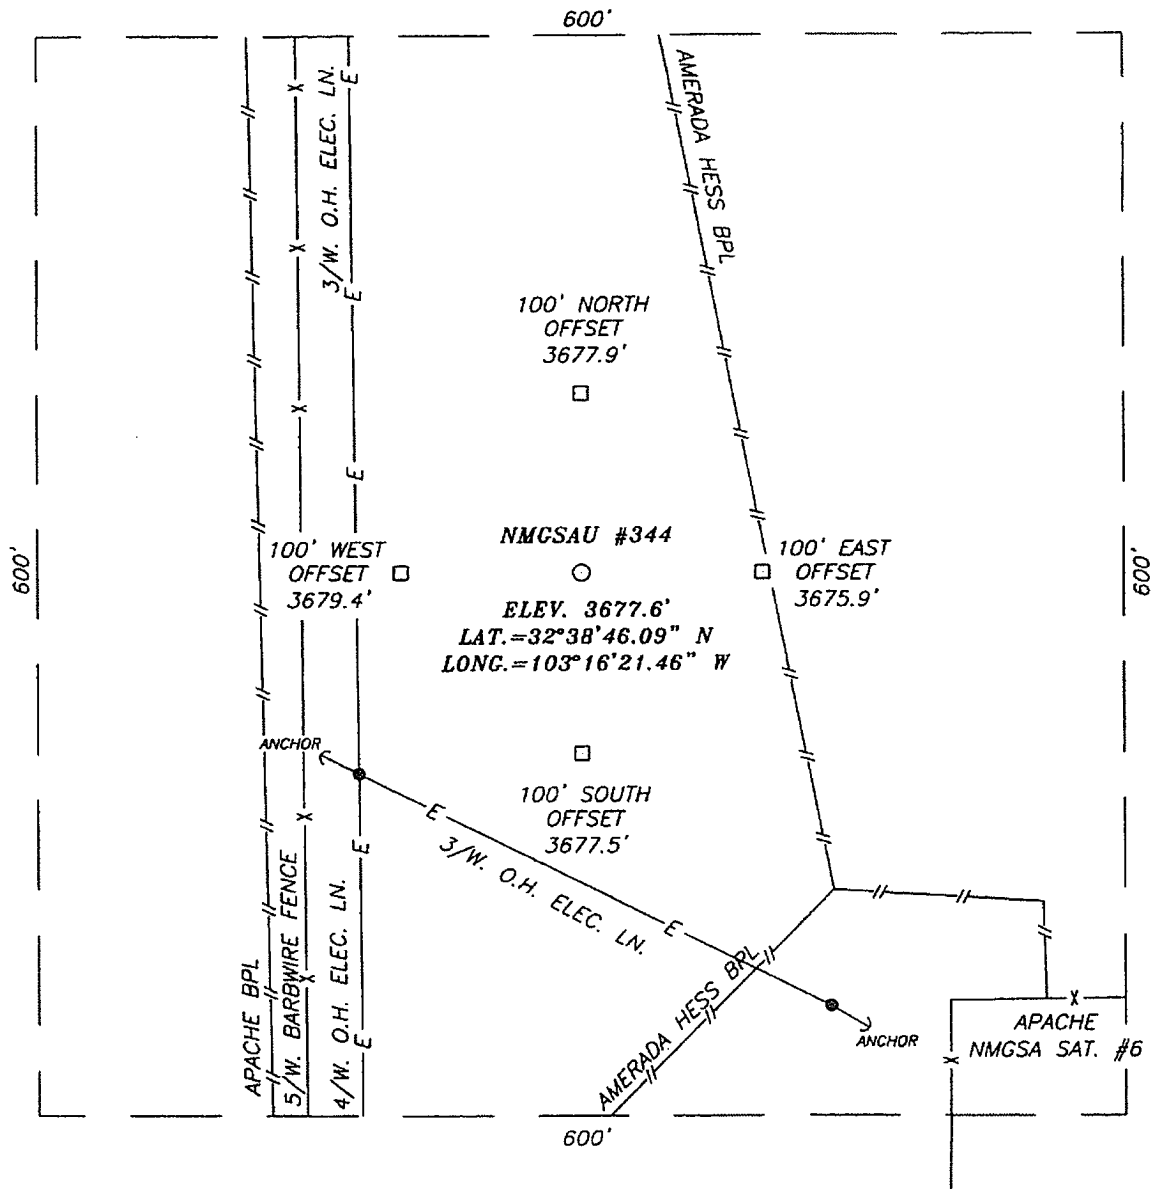 600'
3/W. O.H. ELEC. LN.
AMERADA HESS BPL
100' NORTH
OFFSET
3677.9'
600'
100' WEST
OFFSET
3679.4'
NMGSAU #344
ELEV. 3677.6'
LAT.=32°38'46.09" N
LONG.=103°16'21.46" W
100' EAST
OFFSET
3675.9'
600'
ANCHOR
100' SOUTH
OFFSET
3677.5'
3/W. O.H. ELEC. LN.
APACHE BPL
5/W. BARBWIRE FENCE
4/W. O.H. ELEC. LN.
AMERADA HESS BPL
ANCHOR
APACHE
NMGSA SAT. #6
600'